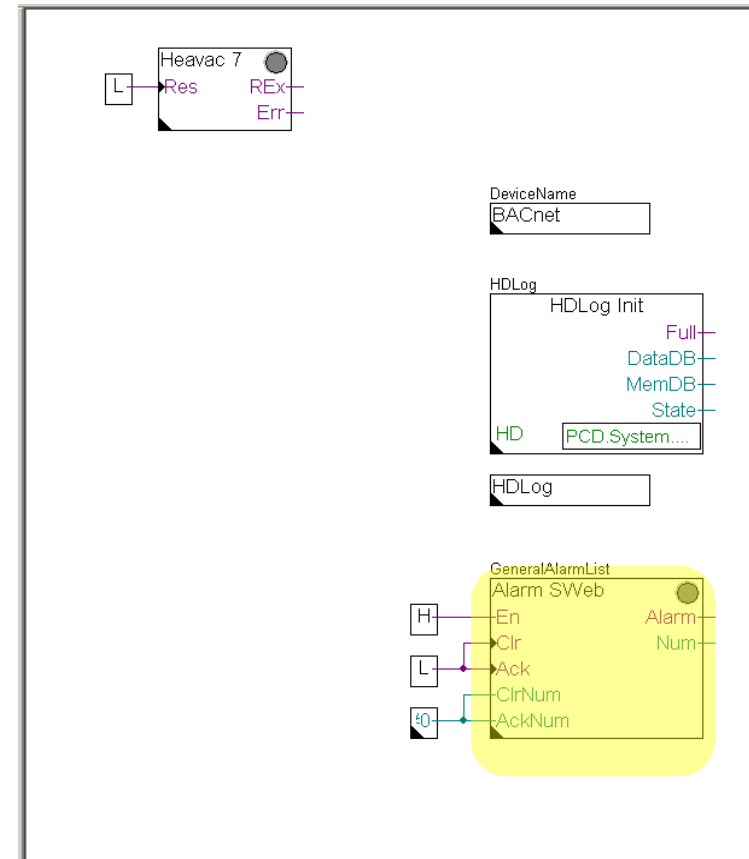 Heavac 7
L Res REx
Err
DeviceName
BACnet
HDLog
HDLog Init
Full
DataDB
MemDB
State
HD PCD.System....
HDLog
GeneralAlarmList
Alarm SWeb
H En Alarm
Clr Num
L Ack
ClrNum
AckNum